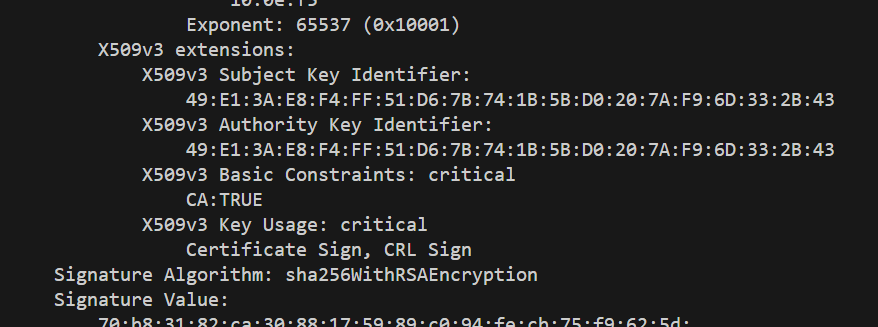 10:0e:f5
Exponent: 65537 (0x10001)
X509v3 extensions:
X509v3 Subject Key Identifier:
49:E1:3A:E8:F4:FF:51:D6:7B:74:1B:5B:D0:20:7A:F9:6D:33:2B:43
X509v3 Authority Key Identifier:
49:E1:3A:E8:F4:FF:51:D6:7B:74:1B:5B:D0:20:7A:F9:6D:33:2B:43
X509v3 Basic Constraints: critical
CA:TRUE
X509v3 Key Usage: critical
Certificate Sign, CRL Sign
Signature Algorithm: sha256WithRSAEncryption
Signature Value:
70:b8:31:82:ca:30:88:17:59:89:c0:94:fe:cb:75:f9:62:5d: